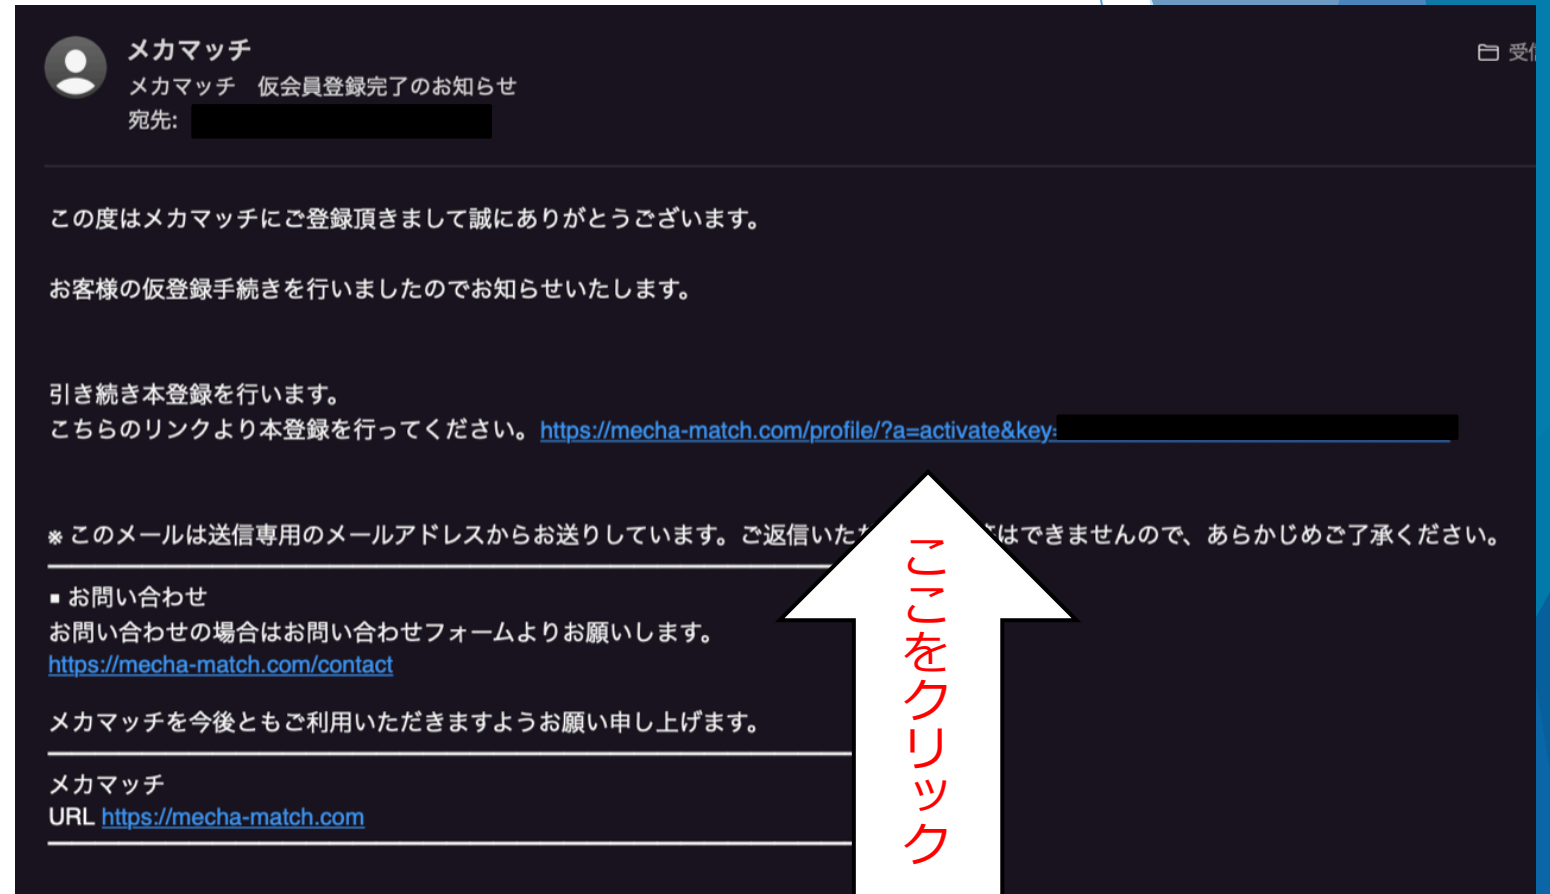 メカマッチ
受信
メカマッチ　仮会員登録完了のお知らせ
宛先:
この度はメカマッチにご登録頂きまして誠にありがとうございます。
お客様の仮登録手続きを行いましたのでお知らせいたします。
引き続き本登録を行います。
こちらのリンクより本登録を行ってください。https://mecha-match.com/profile/?a=activate&key=
※このメールは送信専用のメールアドレスからお送りしています。ご返信いた はできませんので、あらかじめご了承ください。
■お問い合わせ
お問い合わせの場合はお問い合わせフォームよりお願いします。
https://mecha-match.com/contact
メカマッチを今後ともご利用いただきますようお願い申し上げます。
メカマッチ
URL https://mecha-match.com
ここをクリック